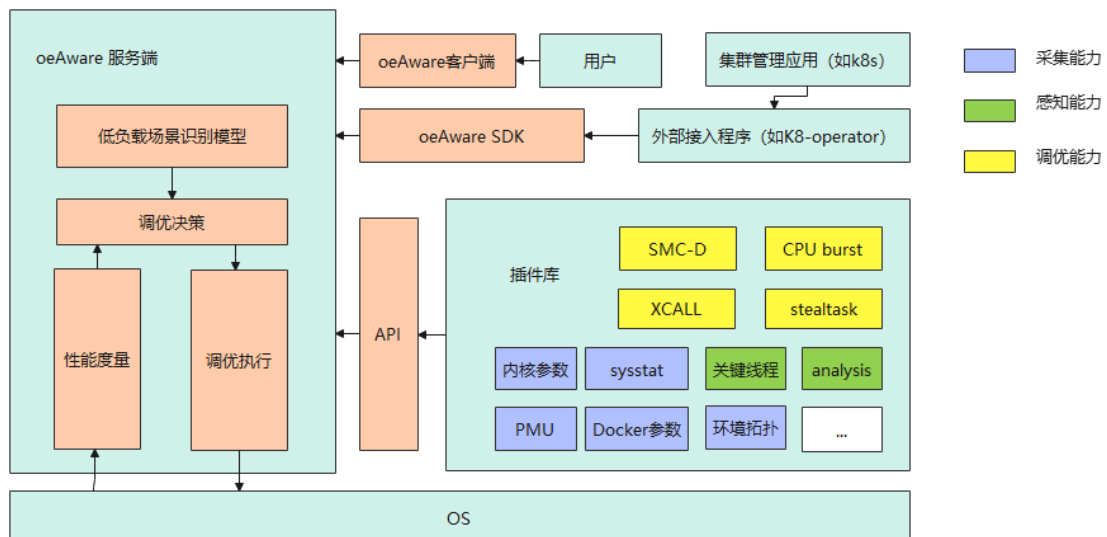 oeAware 服务端
oeAware客户端
用户
集群管理应用（如k8s）
采集能力
感知能力
调优能力
低负载场景识别模型
oeAware SDK
外部接入程序（如K8-operator）
调优决策
性能度量
调优执行
API
插件库
SMC-D
CPU burst
XCALL
stealtask
内核参数
sysstat
关键线程
analysis
PMU
Docker参数
环境拓扑
...
OS